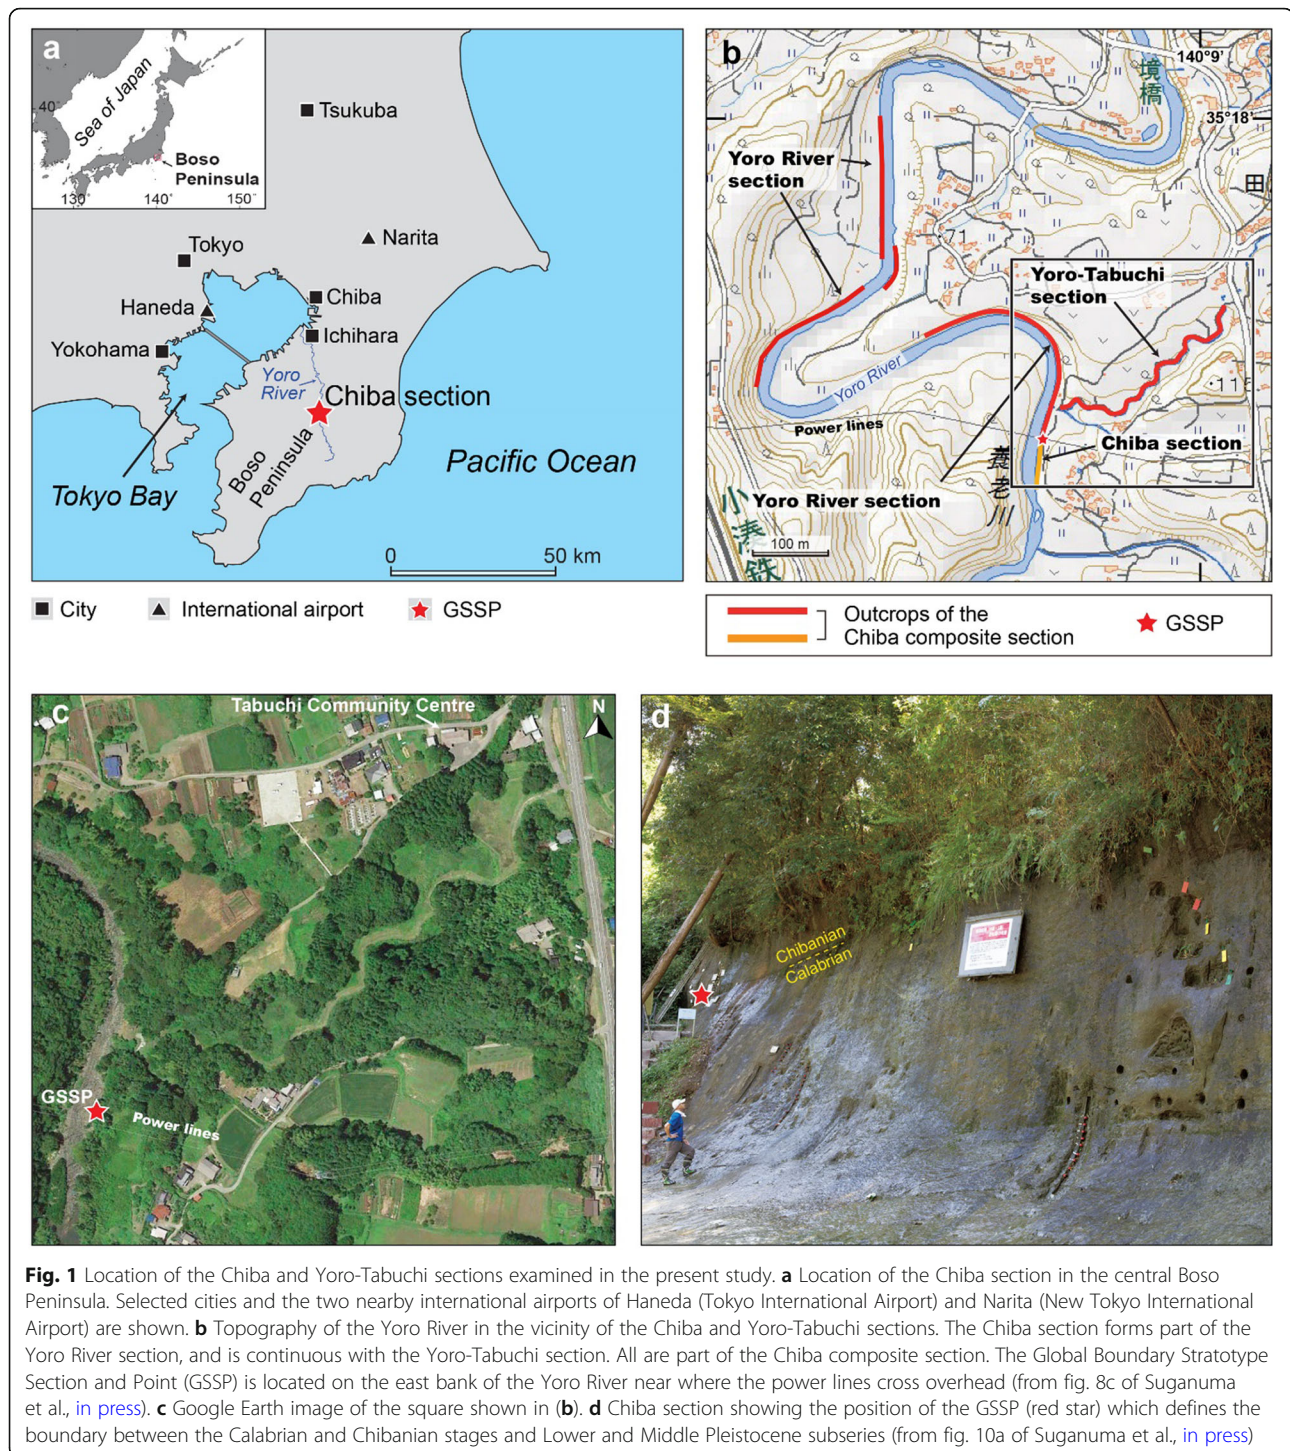 a
Sea of Japan
40°
Boso
Peninsula
130°
140°
150°
Tsukuba
Tokyo
Narita
Haneda
Chiba
Ichihara
Yokohama
Yoro
River
Chiba section
Boso
Peninsula
Tokyo Bay
Pacific Ocean
0
50 km
City
International airport
GSSP
b
140°9'
境橋
35°18'
Yoro River
section
田
71
Yoro-Tabuchi
section
115
Yoro River
Power lines
Chiba section
養老川
Yoro River section
小湊鉄
100 m
Outcrops of the
Chiba composite section
GSSP
c
N
Tabuchi Community Centre
GSSP
Power lines
d
Chibanian
Calabrian
Fig. 1 Location of the Chiba and Yoro-Tabuchi sections examined in the present study. a Location of the Chiba section in the central Boso
Peninsula. Selected cities and the two nearby international airports of Haneda (Tokyo International Airport) and Narita (New Tokyo International
Airport) are shown. b Topography of the Yoro River in the vicinity of the Chiba and Yoro-Tabuchi sections. The Chiba section forms part of the
Yoro River section, and is continuous with the Yoro-Tabuchi section. All are part of the Chiba composite section. The Global Boundary Stratotype
Section and Point (GSSP) is located on the east bank of the Yoro River near where the power lines cross overhead (from fig. 8c of Suganuma
et al., in press). c Google Earth image of the square shown in (b). d Chiba section showing the position of the GSSP (red star) which defines the
boundary between the Calabrian and Chibanian stages and Lower and Middle Pleistocene subseries (from fig. 10a of Suganuma et al., in press)